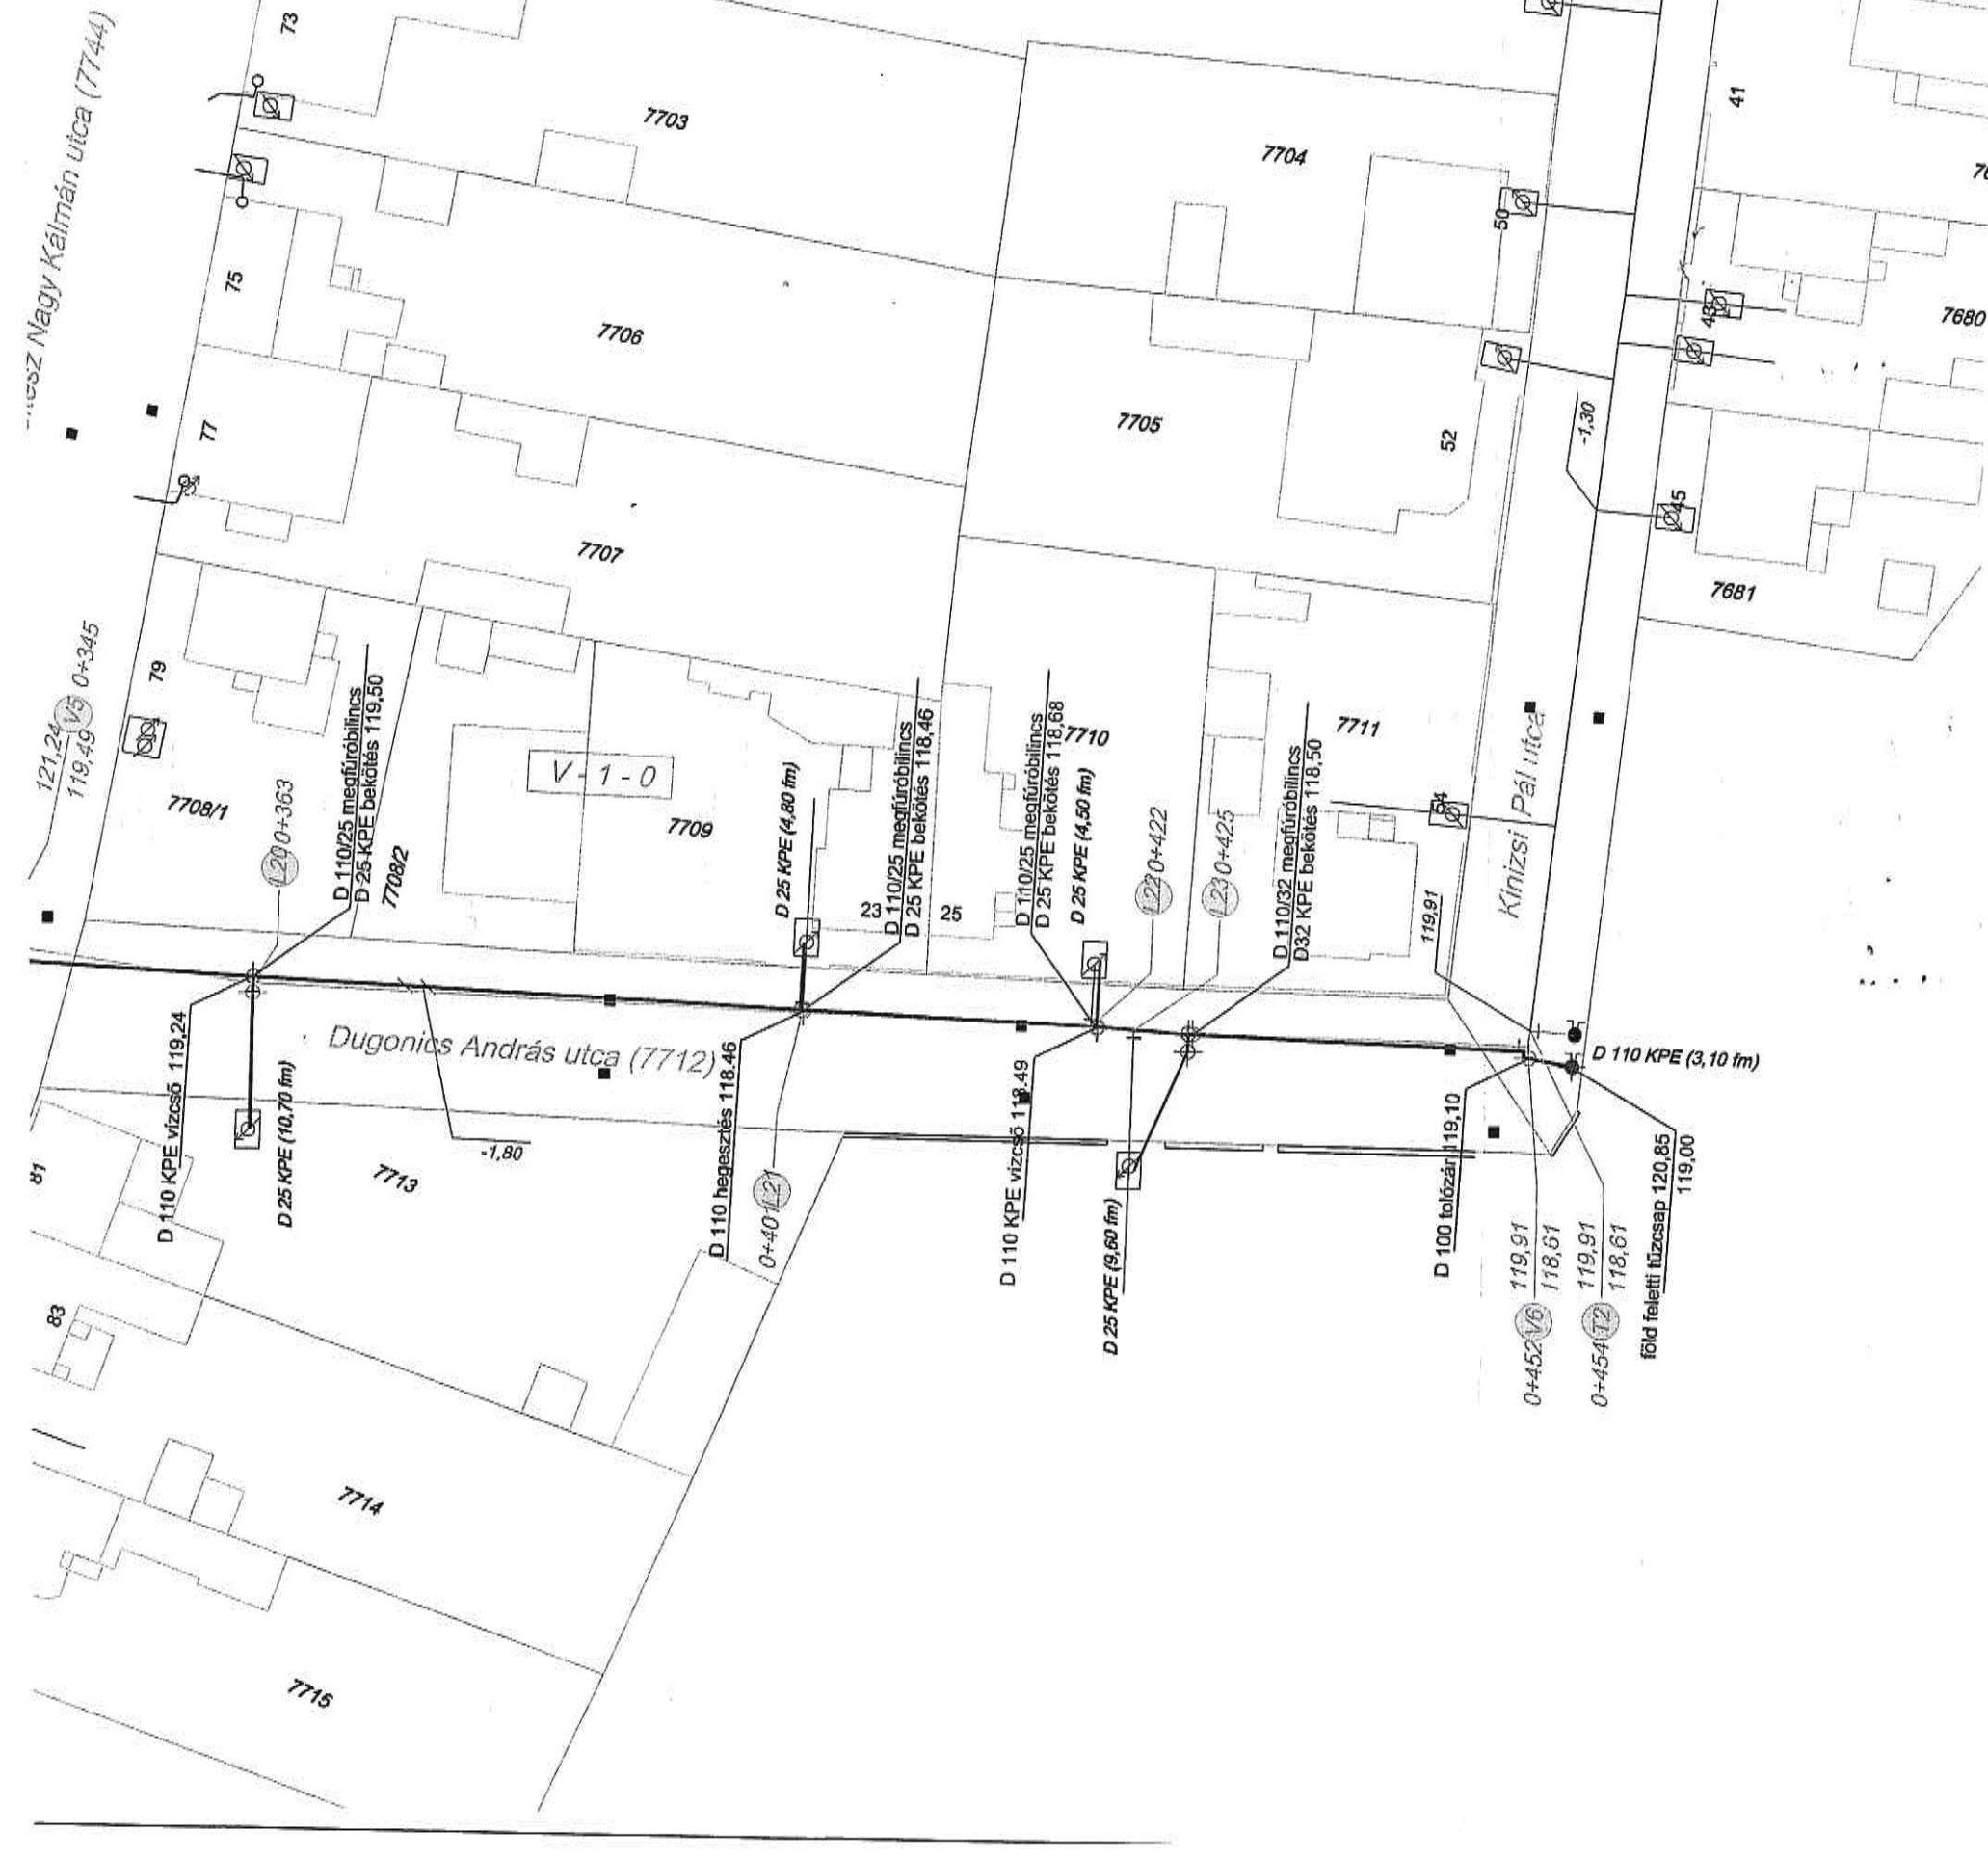 Nagy Kálmán utca (7744)
73
7703
7704
41
75
50
7706
43
7680
77
7705
52
-1,30
45
7707
7681
121,24
119,49
V5
0+345
79
7708/1
L20
0+363
D 110/25 megfúróbilincs
D 25 KPE bekötés 119,50
7708/2
V - 1 - 0
7709
D 25 KPE (4,80 fm)
23
D 110/25 megfúróbilincs
D 25 KPE bekötés 118,46
25
D 110/25 megfúróbilincs
D 25 KPE bekötés 118,68
7710
D 25 KPE (4,50 fm)
L22
0+422
L23
0+425
D 110/32 megfúróbilincs
D32 KPE bekötés 118,50
7711
54
119,91
Kinizsi Pál utca
Dugonics András utca (7712)
D 110 KPE vízcső 119,24
D 25 KPE (10,70 fm)
-1,80
D 110 hegesztés 118.46
0+401
L21
D 110 KPE vízcső 118.49
D 25 KPE (9,60 fm)
D 100 tolózár 119,10
D 110 KPE (3,10 fm)
0+452
V6
119,91
118,61
0+454
T2
119,91
118,61
föld feletti tűzcsap 120,85
119,00
81
7713
83
7714
7715